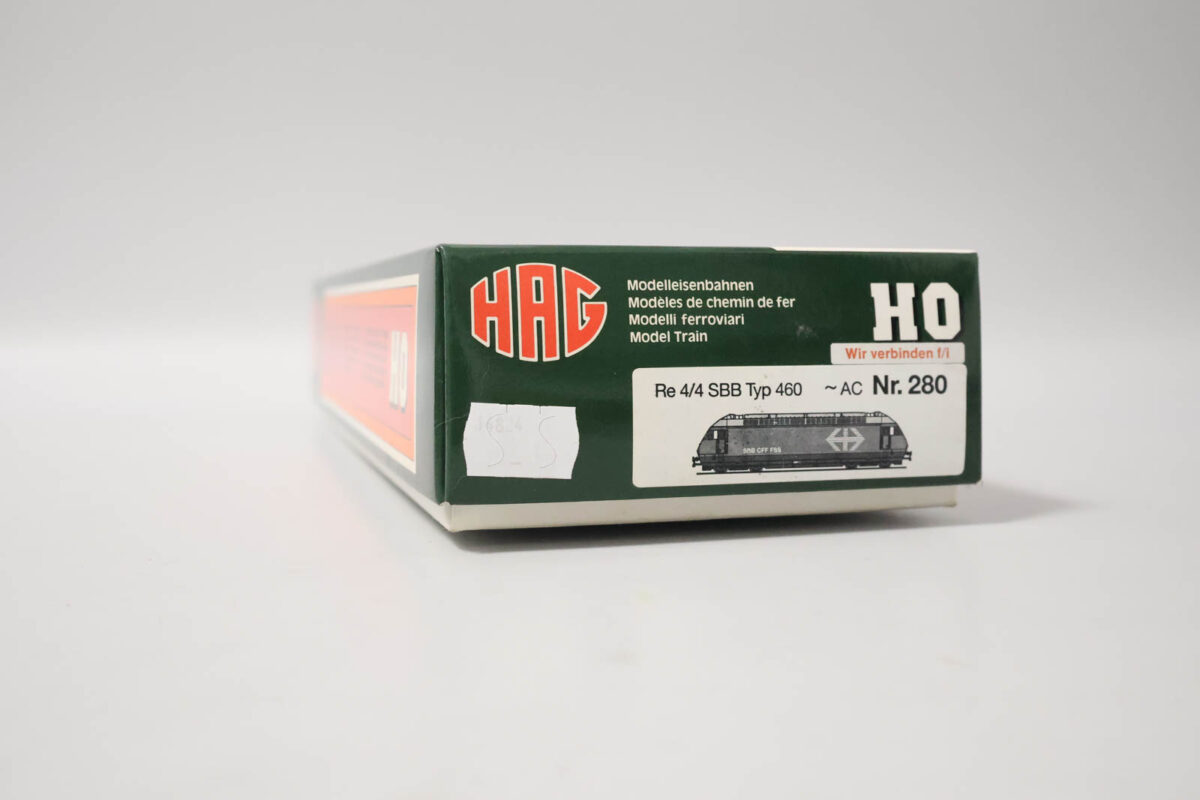 HAG
Modelleisenbahnen
Modèles de chemin de fer
Modelli ferroviari
Model Train
HO
Wir verbinden f/i
Re 4/4 SBB Typ 460 ~AC Nr. 280
SBB CFF FSS
HO